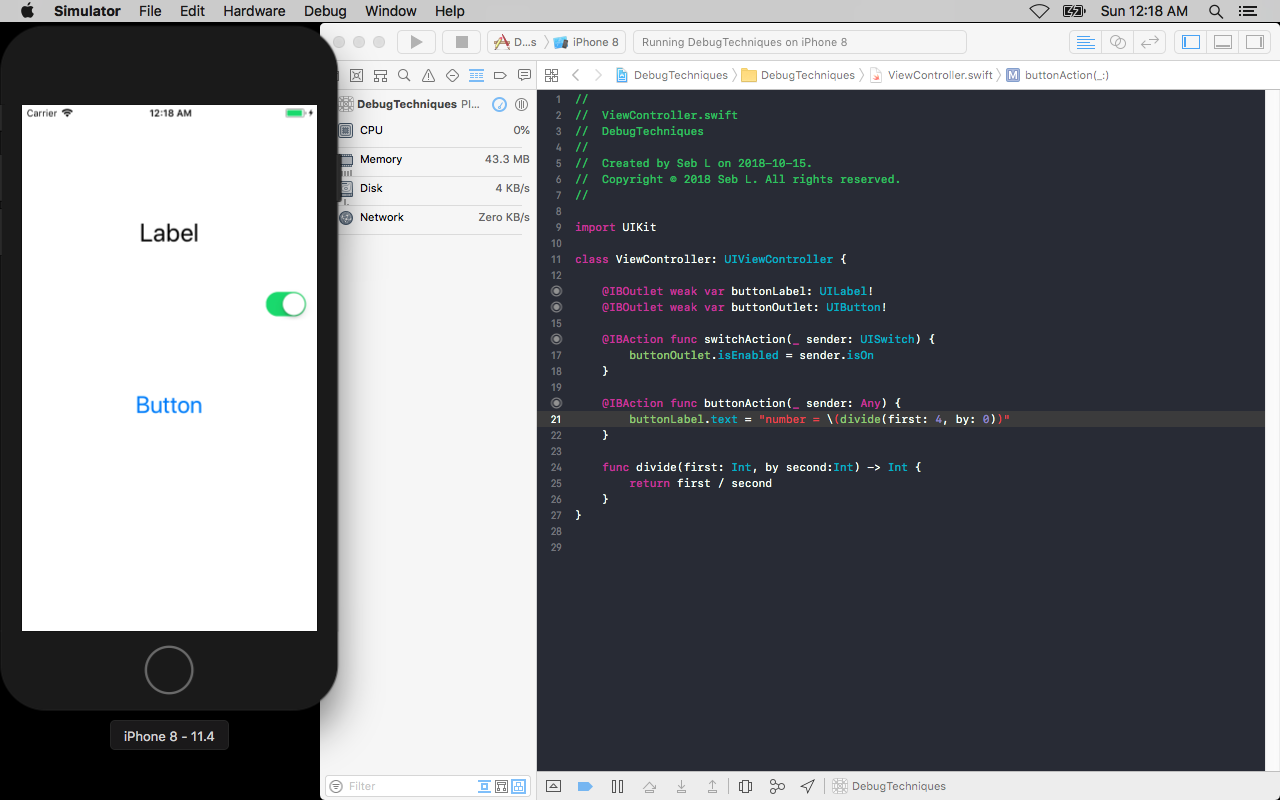 Simulator File Edit Hardware Debug Window Help Sun 12:18 AM
D...s iPhone 8 Running DebugTechniques on iPhone 8
DebugTechniques DebugTechniques ViewController.swift M buttonAction(_:)
Carrer 12:18 AM
Label
Button
iPhone 8 - 11.4
DebugTechniques Pl...
CPU 0%
Memory 43.3 MB
Disk 4 KB/s
Network Zero KB/s
Filter
1 //
2 // ViewController.swift
3 // DebugTechniques
4 //
5 // Created by Seb L on 2018-10-15.
6 // Copyright © 2018 Seb L. All rights reserved.
7 //
8
9 import UIKit
10
11 class ViewController: UIViewController {
12
@IBOutlet weak var buttonLabel: UILabel!
@IBOutlet weak var buttonOutlet: UIButton!
15
@IBAction func switchAction(_ sender: UISwitch) {
17 buttonOutlet.isEnabled = sender.isOn
18 }
19
@IBAction func buttonAction(_ sender: Any) {
21 buttonLabel.text = "number = \(divide(first: 4, by: 0))"
22 }
23
24 func divide(first: Int, by second:Int) -> Int {
25 return first / second
26 }
27 }
28
29
DebugTechniques